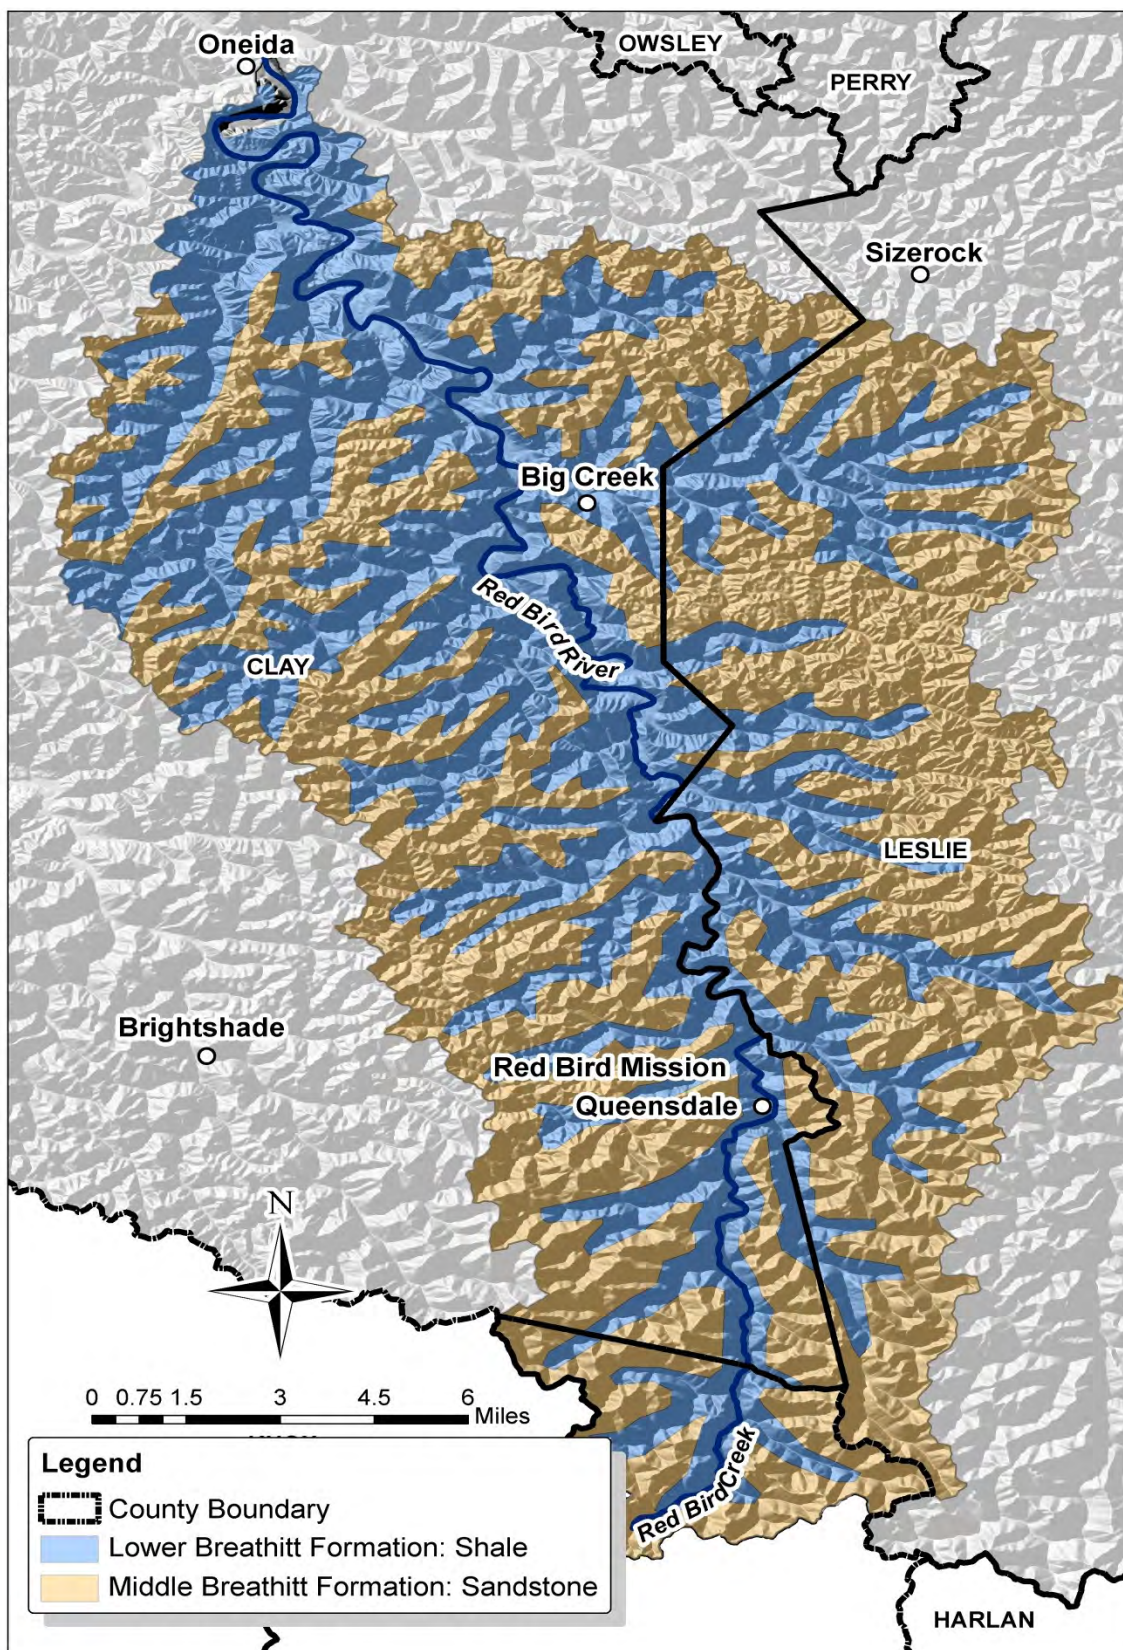 Oneida
OWSLEY
PERRY
Sizerock
Big Creek
Red Bird River
CLAY
LESLIE
Brightshade
Red Bird Mission
Queensdale
N
0 0.75 1.5 3 4.5 6
Miles
Red Bird Creek
Legend
County Boundary
Lower Breathitt Formation: Shale
Middle Breathitt Formation: Sandstone
HARLAN